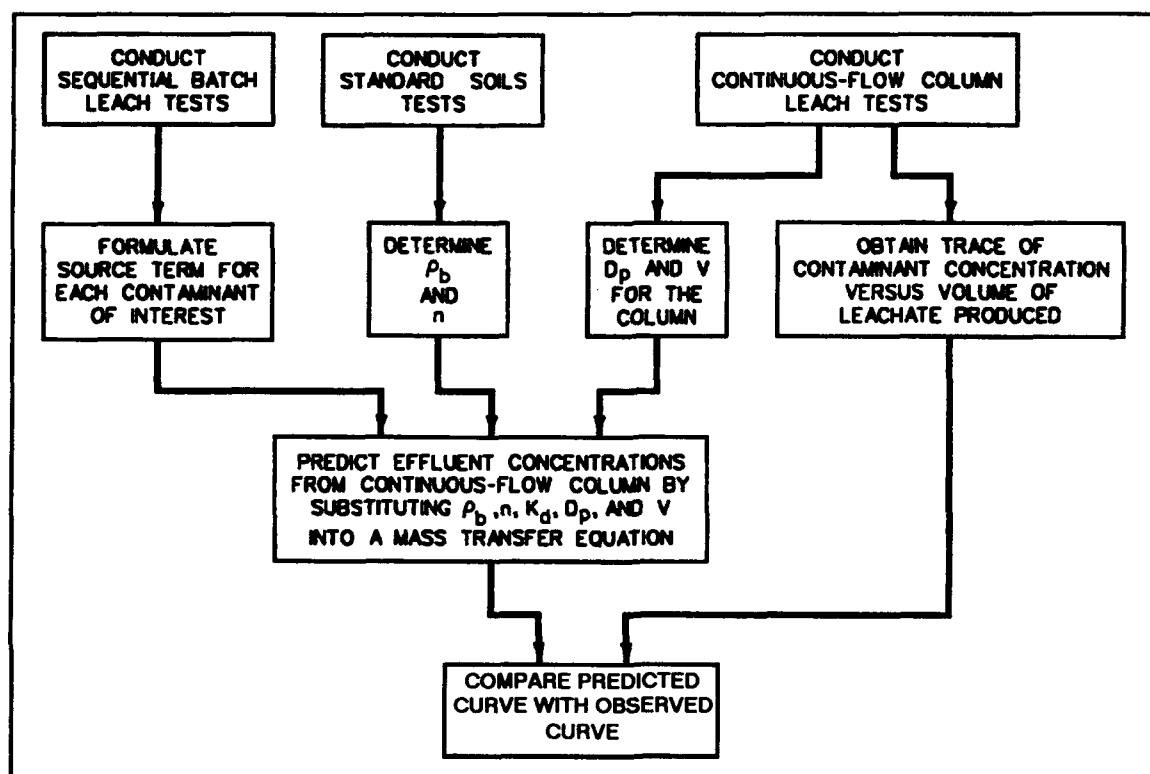 CONDUCT
SEQUENTIAL BATCH
LEACH TESTS
CONDUCT
STANDARD SOILS
TESTS
CONDUCT
CONTINUOUS-FLOW COLUMN
LEACH TESTS
FORMULATE
SOURCE TERM FOR
EACH CONTAMINANT
OF INTEREST
DETERMINE
ρb
AND
n
DETERMINE
Dp AND V
FOR THE
COLUMN
OBTAIN TRACE OF
CONTAMINANT CONCENTRATION
VERSUS VOLUME OF
LEACHATE PRODUCED
PREDICT EFFLUENT CONCENTRATIONS
FROM CONTINUOUS-FLOW COLUMN BY
SUBSTITUTING ρb ,n, Kd, Dp, AND V
INTO A MASS TRANSFER EQUATION
COMPARE PREDICTED
CURVE WITH OBSERVED
CURVE